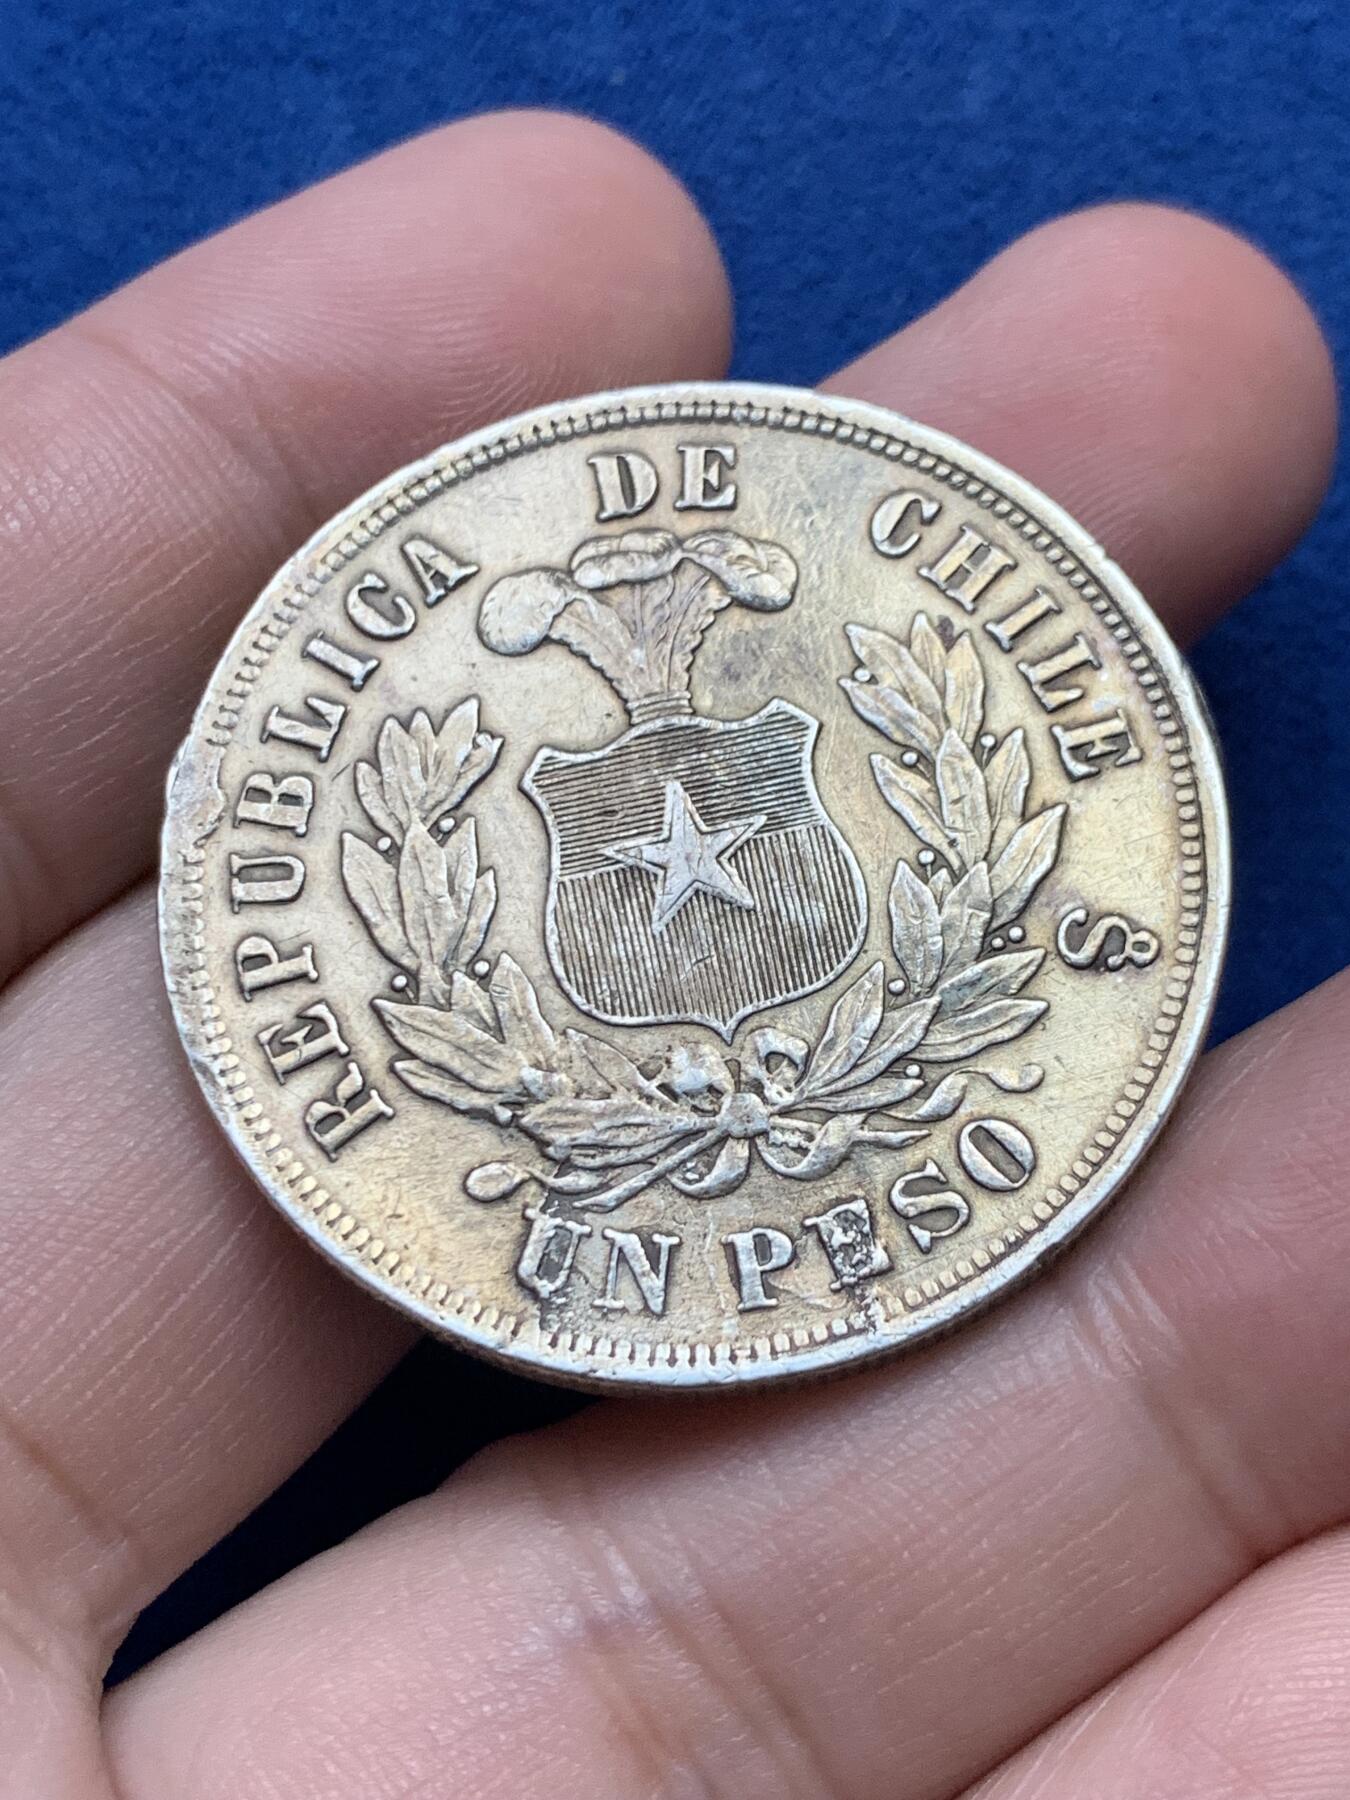 REPUBLICA DE CHILE
S°
UN PESO